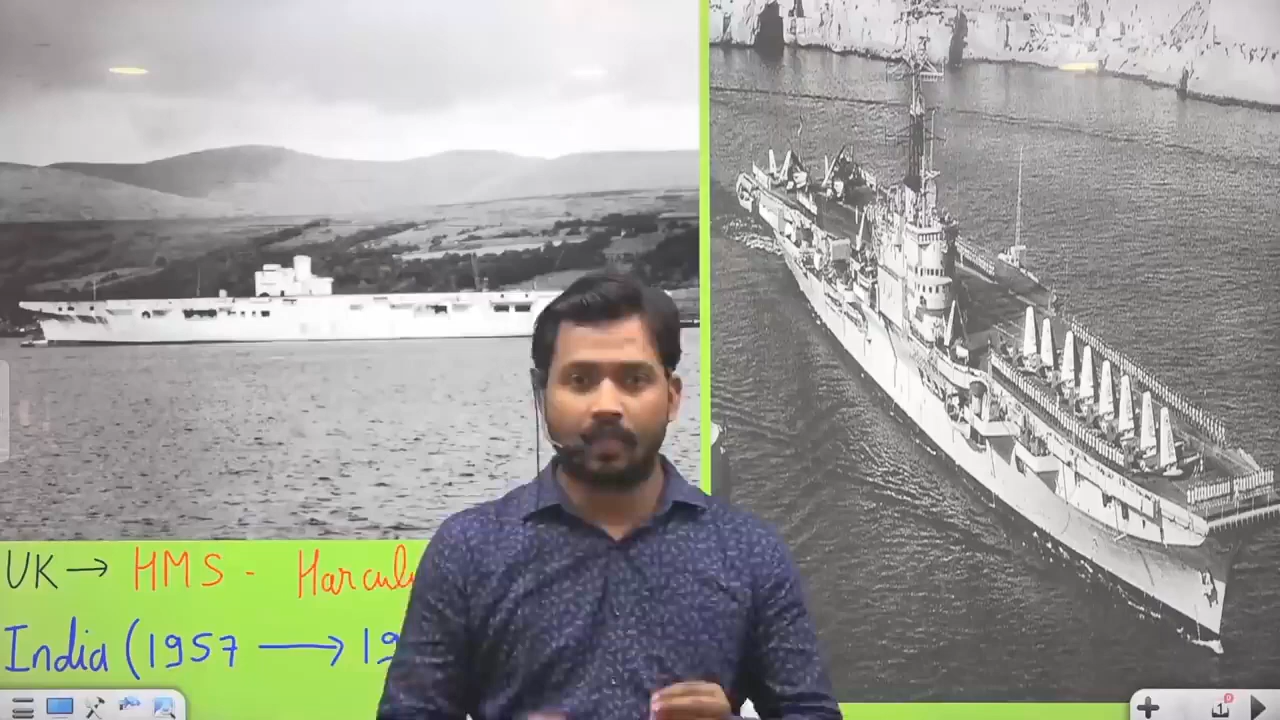 UK → HMS - Harcul
India (1957 → 19